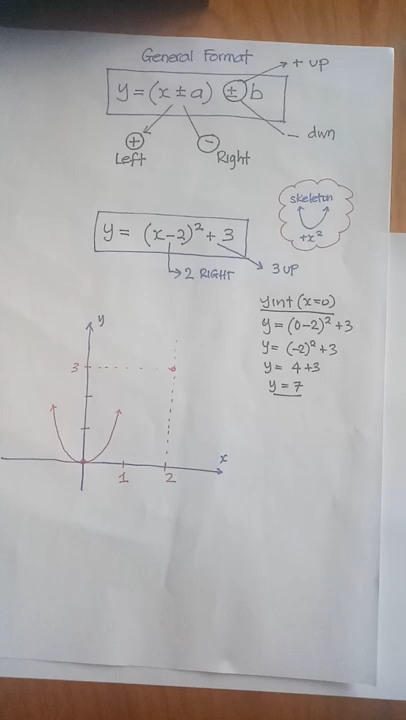 General Format
+ UP
y = (x ± a) ± b
- dwn
+
Left
-
Right
skeleton
+x²
y = (x-2)² + 3
2 RIGHT
3 UP
y int (x=0)
y = (0-2)² +3
y = (-2)² +3
y = 4+3
y = 7
y
3
x
1
2